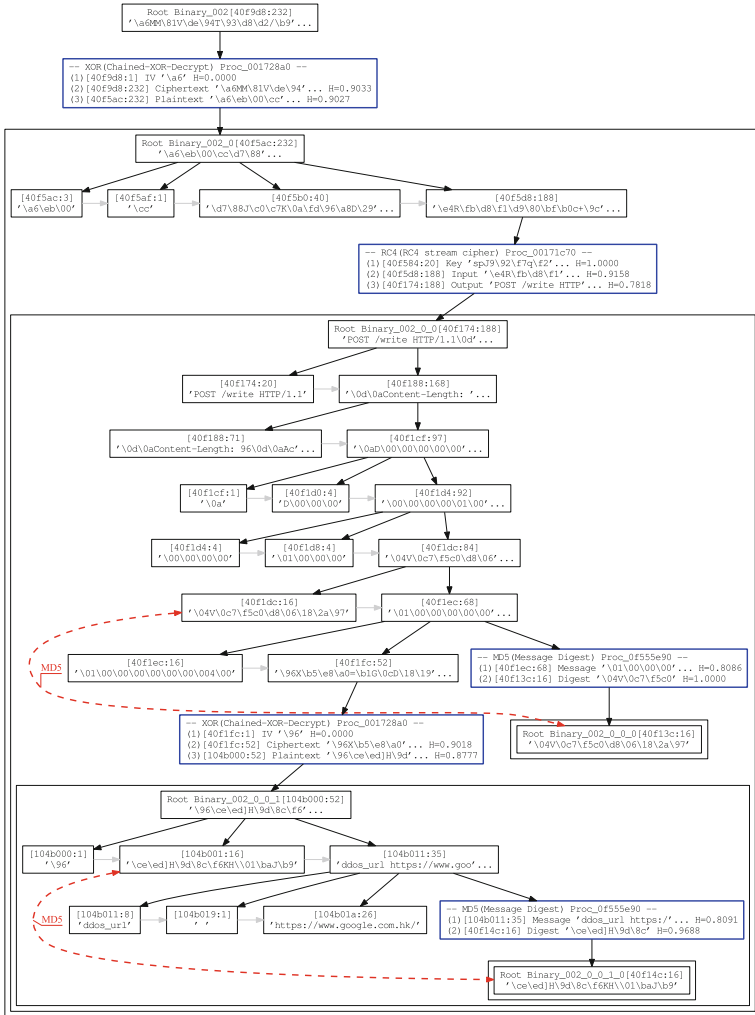 Root Binary_002[40f9d8:232]
'\a6MM\81V\de\94T\93\d8\d2/\b9'...
-- XOR(Chained-XOR-Decrypt) Proc_001728a0 --
(1)[40f9d8:1] IV '\a6' H=0.0000
(2)[40f9d8:232] Ciphertext '\a6MM\81V\de\94'... H=0.9033
(3)[40f5ac:232] Plaintext '\a6\eb\00\cc'... H=0.9027
Root Binary_002_0[40f5ac:232]
'\a6\eb\00\cc\d7\88'...
[40f5ac:3]
'\a6\eb\00'
[40f5af:1]
'\cc'
[40f5b0:40]
'\d7\88J\c0\c7K\0a\fd\96\a8D\29'...
[40f5d8:188]
'\e4R\fb\d8\f1\d9\80\bf\b0c+\9c'...
-- RC4(RC4 stream cipher) Proc_00171c70 --
(1)[40f584:20] Key 'spJ9\92\f7q\f2'... H=1.0000
(2)[40f5d8:188] Input '\e4R\fb\d8\f1'... H=0.9158
(3)[40f174:188] Output 'POST /write HTTP'... H=0.7818
Root Binary_002_0_0[40f174:188]
'POST /write HTTP/1.1\0d'...
[40f174:20]
'POST /write HTTP/1.1'
[40f188:168]
'\0d\0aContent-Length: '...
[40f188:71]
'\0d\0aContent-Length: 96\0d\0aAc'...
[40f1cf:97]
'\0aD\00\00\00\00\00'...
[40f1cf:1]
'\0a'
[40f1d0:4]
'D\00\00\00'
[40f1d4:92]
'\00\00\00\00\01\00'...
[40f1d4:4]
'\00\00\00\00'
[40f1d8:4]
'\01\00\00\00'
[40f1dc:84]
'\04V\0c7\f5c0\d8\06'...
[40f1dc:16]
'\04V\0c7\f5c0\d8\06\18\2a\97'
[40f1ec:68]
'\01\00\00\00\00\00'...
MD5
[40f1ec:16]
'\01\00\00\00\00\00\00\004\00'
[40f1fc:52]
'\96X\b5\e8\a0=\b1G\0cD\18\19'...
-- MD5(Message Digest) Proc_0f555e90 --
(1)[40f1ec:68] Message '\01\00\00\00'... H=0.8086
(2)[40f13c:16] Digest '\04V\0c7\f5c0' H=1.0000
-- XOR(Chained-XOR-Decrypt) Proc_001728a0 --
(1)[40f1fc:1] IV '\96' H=0.0000
(2)[40f1fc:52] Ciphertext '\96X\b5\e8\a0'... H=0.9018
(3)[104b000:52] Plaintext '\96\ce\ed]H\9d'... H=0.8777
Root Binary_002_0_0_0[40f13c:16]
'\04V\0c7\f5c0\d8\06\18\2a\97'
Root Binary_002_0_0_1[104b000:52]
'\96\ce\ed]H\9d\8c\f6'...
[104b000:1]
'\96'
[104b001:16]
'\ce\ed]H\9d\8c\f6KH\\01\baJ\b9'
[104b011:35]
'ddos_url https://www.goo'...
MD5
[104b011:8]
'ddos_url'
[104b019:1]
' '
[104b01a:26]
'https://www.google.com.hk/'
-- MD5(Message Digest) Proc_0f555e90 --
(1)[104b011:35] Message 'ddos_url https:/'... H=0.8091
(2)[40f14c:16] Digest '\ce\ed]H\9d\8c' H=0.9688
Root Binary_002_0_0_1_0[40f14c:16]
'\ce\ed]H\9d\8c\f6KH\\01\baJ\b9'